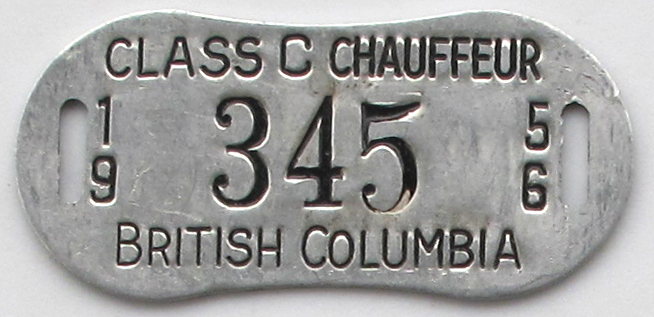 CLASS C CHAUFFEUR
19 345 56
BRITISH COLUMBIA